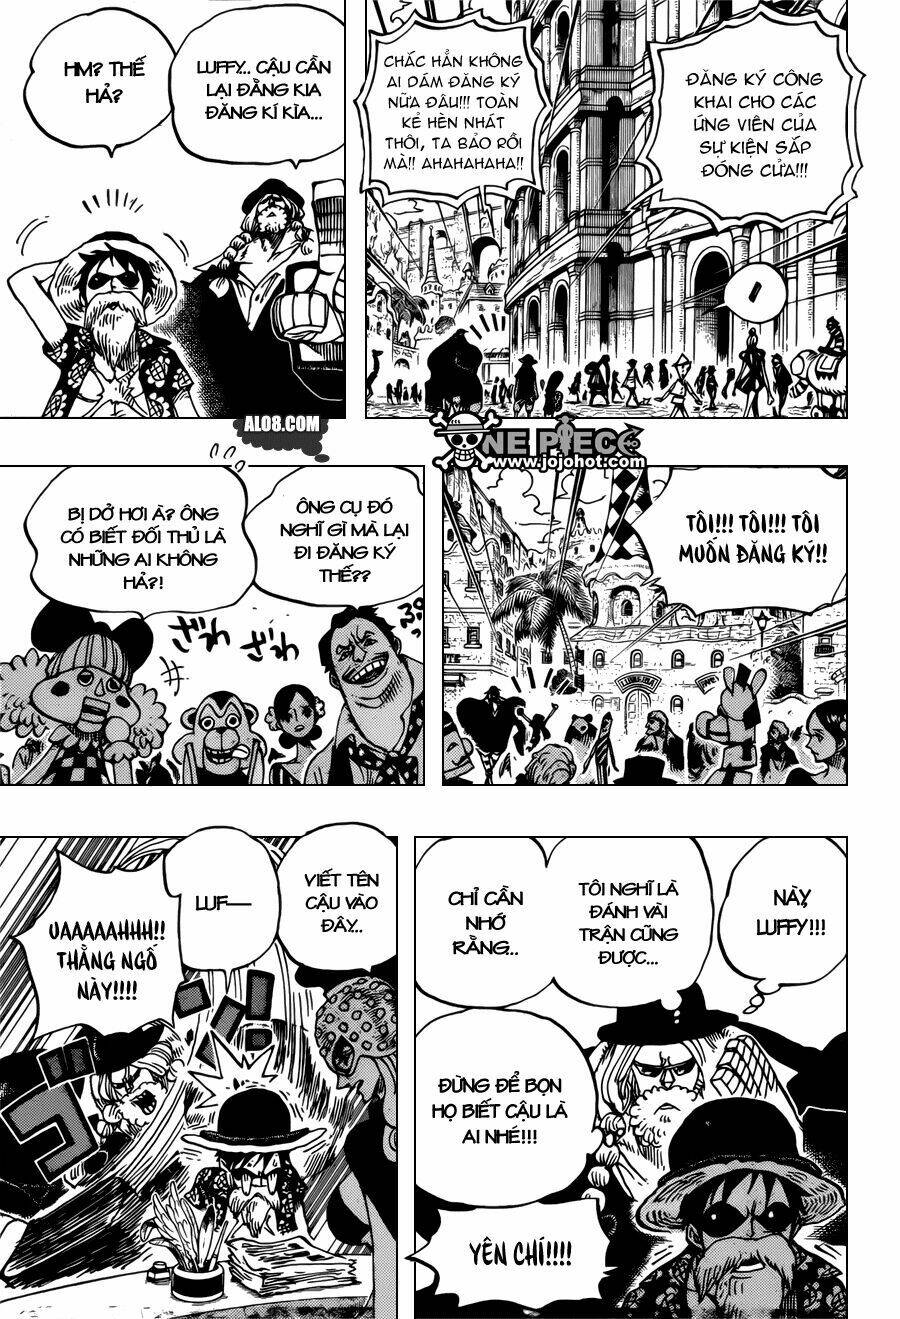 ĐĂNG KÝ CÔNG
KHAI CHO CÁC
ỨNG VIÊN CỦA
SỰ KIỆN SẮP
ĐÓNG CỬA!!!
CHẮC HẲN KHÔNG
AI DÁM ĐĂNG KÝ
NỮA ĐÂU!!! TOÀN
KẺ HÈN NHÁT
THÔI, TA BẢO RỒI
MÀ!! AHAHAHAHA!!
LUFFY... CẬU CẦN
LẠI ĐẰNG KIA
ĐĂNG KÍ KÌA...
HM? THẾ
HẢ?
ALO8.COM
ONE PIECE
www.jojohot.com
TÔI!!! TÔI!!! TÔI
MUỐN ĐĂNG KÝ!!
ÔNG CỤ ĐÓ
NGHĨ GÌ MÀ LẠI
ĐI ĐĂNG KÝ
THẾ??
BỊ DỞ HƠI À? ÔNG
CÓ BIẾT ĐỐI THỦ LÀ
NHỮNG AI KHÔNG
HẢ?!
ざわ
ざわ
NÀY,
LUFFY!!!
TÔI NGHĨ LÀ
ĐÁNH VÀI
TRẬN CŨNG
ĐƯỢC...
CHỈ CẦN
NHỚ
RẰNG...
ĐỪNG ĐỂ BỌN
HỌ BIẾT CẬU LÀ
AI NHÉ!!!
YÊN CHÍ!!!!
VIẾT TÊN
CẬU VÀO
ĐÂY...
LUF—
UAAAAAHHH!!
THẰNG NGỐ
NÀY!!!!